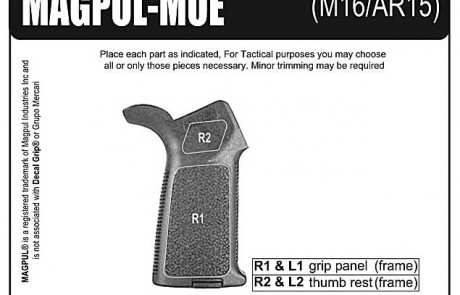 MAGPUL-MOE
(M16/AR15)
Place each part as indicated, For Tactical purposes you may choose
all or only those pieces necessary. Minor trimming may be required
MAGPUL® is a registered trademark of Magpul Industries Inc and
is not associated with Decal Grip® or Grupo Mercari
R2
R1
R1 & L1 grip panel (frame)
R2 & L2 thumb rest (frame)